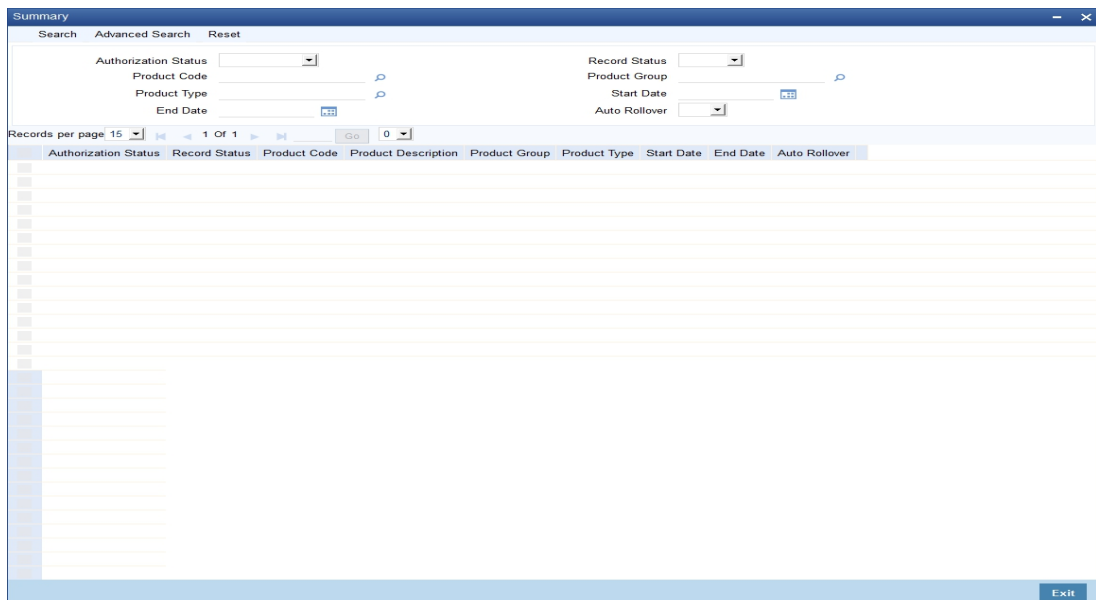 Summary
Search Advanced Search Reset
Authorization Status Record Status
Product Code Product Group
Product Type Start Date
End Date Auto Rollover
Records per page 15 1 Of 1 Go 0
Authorization Status Record Status Product Code Product Description Product Group Product Type Start Date End Date Auto Rollover
Exit